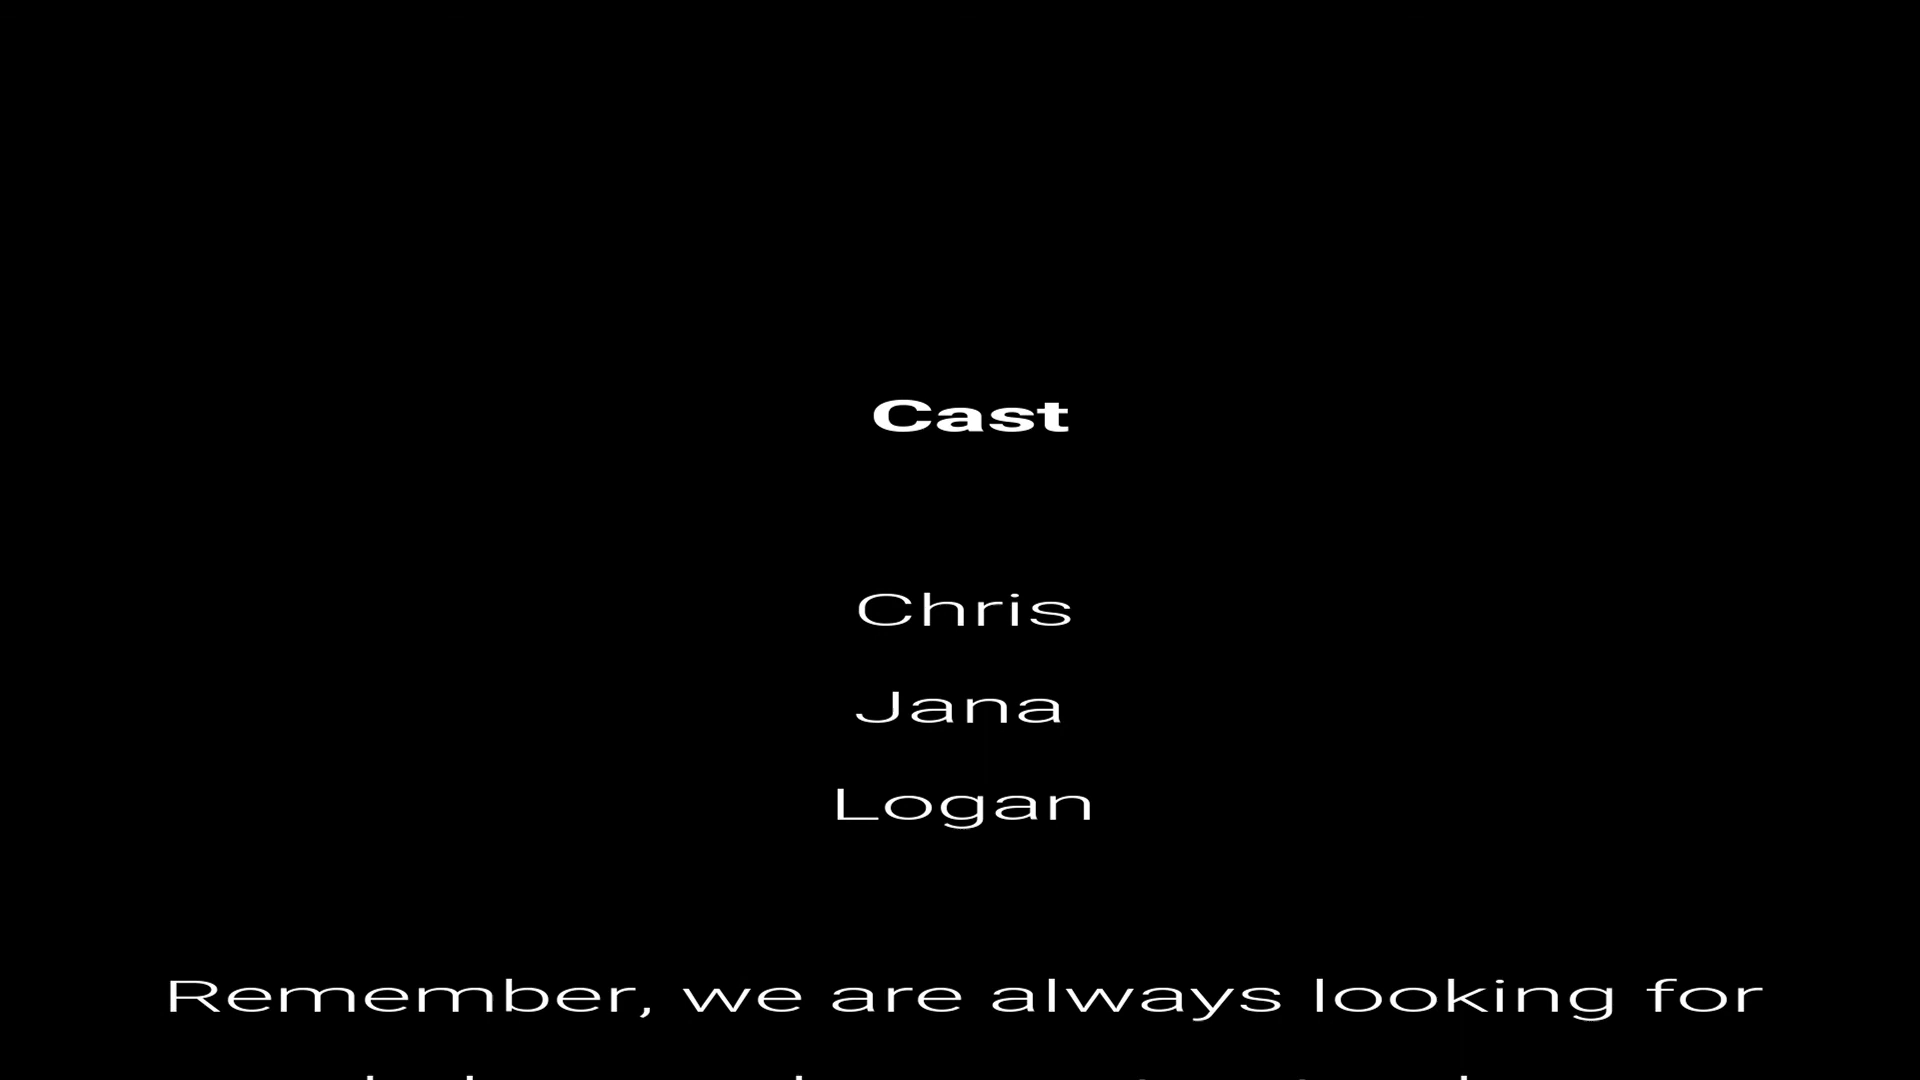 Cast
Chris
Jana
Logan
Remember, we are always looking for